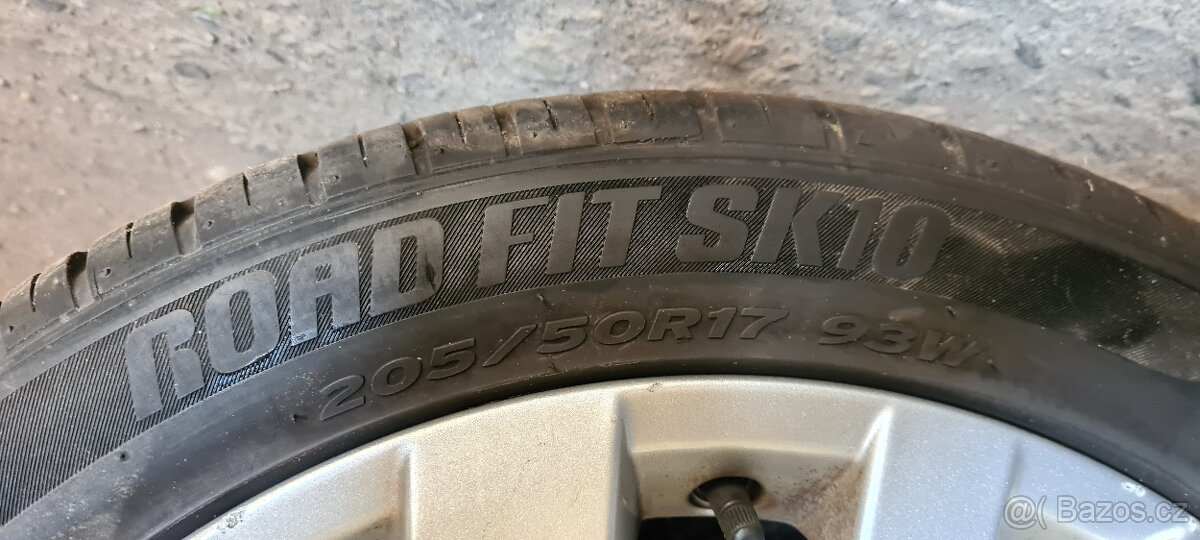 ROAD FIT SK10
205/50R17 93W
@( Bazos.cz )